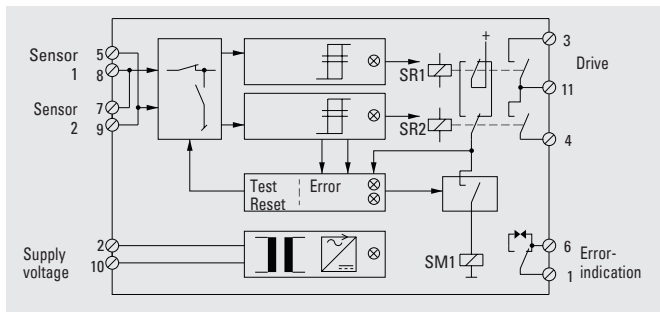 Sensor 1
5
8
Sensor 2
7
9
SR1
SR2
+
3
Drive
11
4
Test Reset
Error
Supply voltage
2
10
SM1
6
1
Error-indication